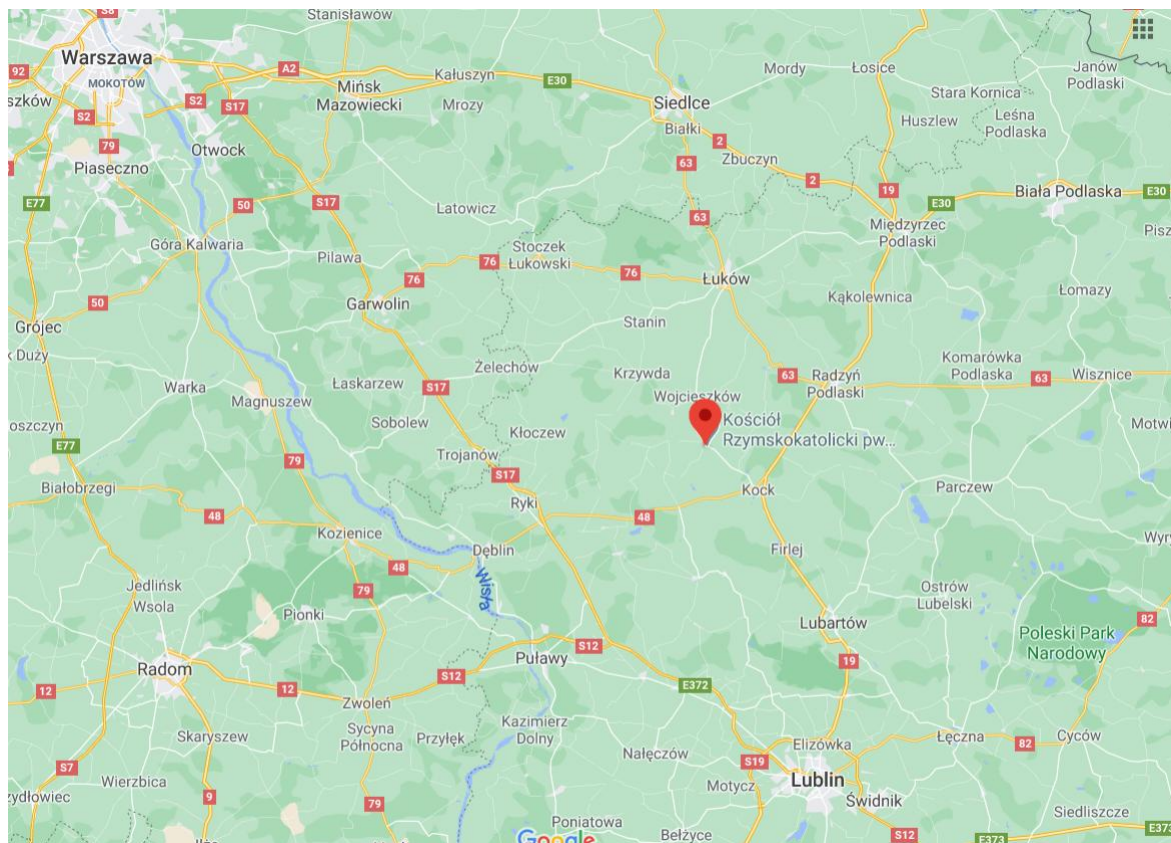 S8
Stanisławów
Warszawa
MOKOTÓW
92
szków
A2
Kałuszyn
E30
Mińsk
Mazowiecki
Mrozy
Mordy
Łosice
Janów
Podlaski
Stara Kornica
Leśna
Podlaska
Huszlew
Siedlce
Białki
S2
S17
S2
79
Otwock
Piaseczno
2
Zbuczyn
63
2
19
E30
Biała Podlaska
E30
E77
50
S17
Latowicz
63
Międzyrzec
Podlaski
Pisz
Góra Kalwaria
Pilawa
Stoczek
Łukowski
76
76
76
Łuków
50
Garwolin
Kąkolewnica
Łomazy
Grójec
k Duży
Stanin
Żelechów
Krzywda
Komarówka
Podlaska
63
Radzyń
Podlaski
63
Wisznice
Warka
Łaskarzew
S17
Magnuszew
Wojcieszków
Kościół
Rzymskokatolicki pw...
oszczyn
Sobolew
Kłoczew
Motwi
E77
79
Trojanów
S17
Białobrzegi
Ryki
Kock
Parczew
48
48
Kozienice
Dęblin
Firlej
Wyry
48
Wisła
Jedlińsk
Wsola
79
Pionki
Ostrów
Lubelski
Lubartów
82
Poleski Park
Narodowy
Radom
S12
Puławy
19
12
12
S12
E372
Zwoleń
Skaryszew
Sycyna
Północna
Przyłęk
Kazimierz
Dolny
Nałęczów
Elizówka
Łęczna
82
Cyców
S7
Wierzbica
S19
Motycz
Lublin
Świdnik
zydłowiec
9
79
Siedliszcze
Poniatowa
Bełżyce
S12
E373
E373
Google